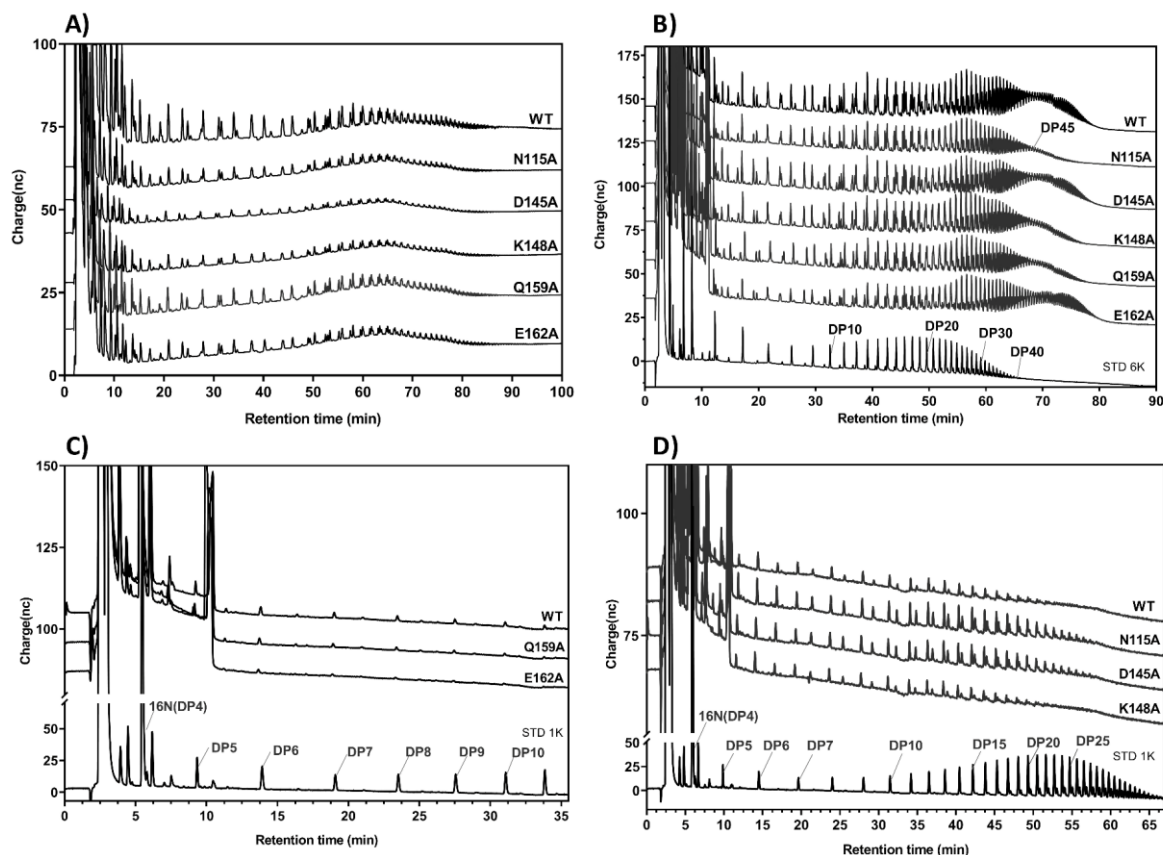 A)
100
75
50
25
0
Charge(nc)
WT
N115A
D145A
K148A
Q159A
E162A
0 10 20 30 40 50 60 70 80 90 100
Retention time (min)
B)
175
150
125
100
75
50
25
0
Charge(nc)
WT
DP45
N115A
D145A
K148A
Q159A
E162A
DP10 DP20 DP30 DP40
STD 6K
0 10 20 30 40 50 60 70 80 90
Retention time (min)
C)
150
125
100
50
25
0
Charge(nc)
WT
Q159A
E162A
16N(DP4)
STD 1K
DP5 DP6 DP7 DP8 DP9 DP10
0 5 10 15 20 25 30 35
Retention time (min)
D)
100
75
50
25
0
Charge(nc)
WT
N115A
D145A
K148A
16N(DP4)
STD 1K
DP5 DP6 DP7 DP10 DP15 DP20 DP25
0 5 10 15 20 25 30 35 40 45 50 55 60 65
Retention time (min)